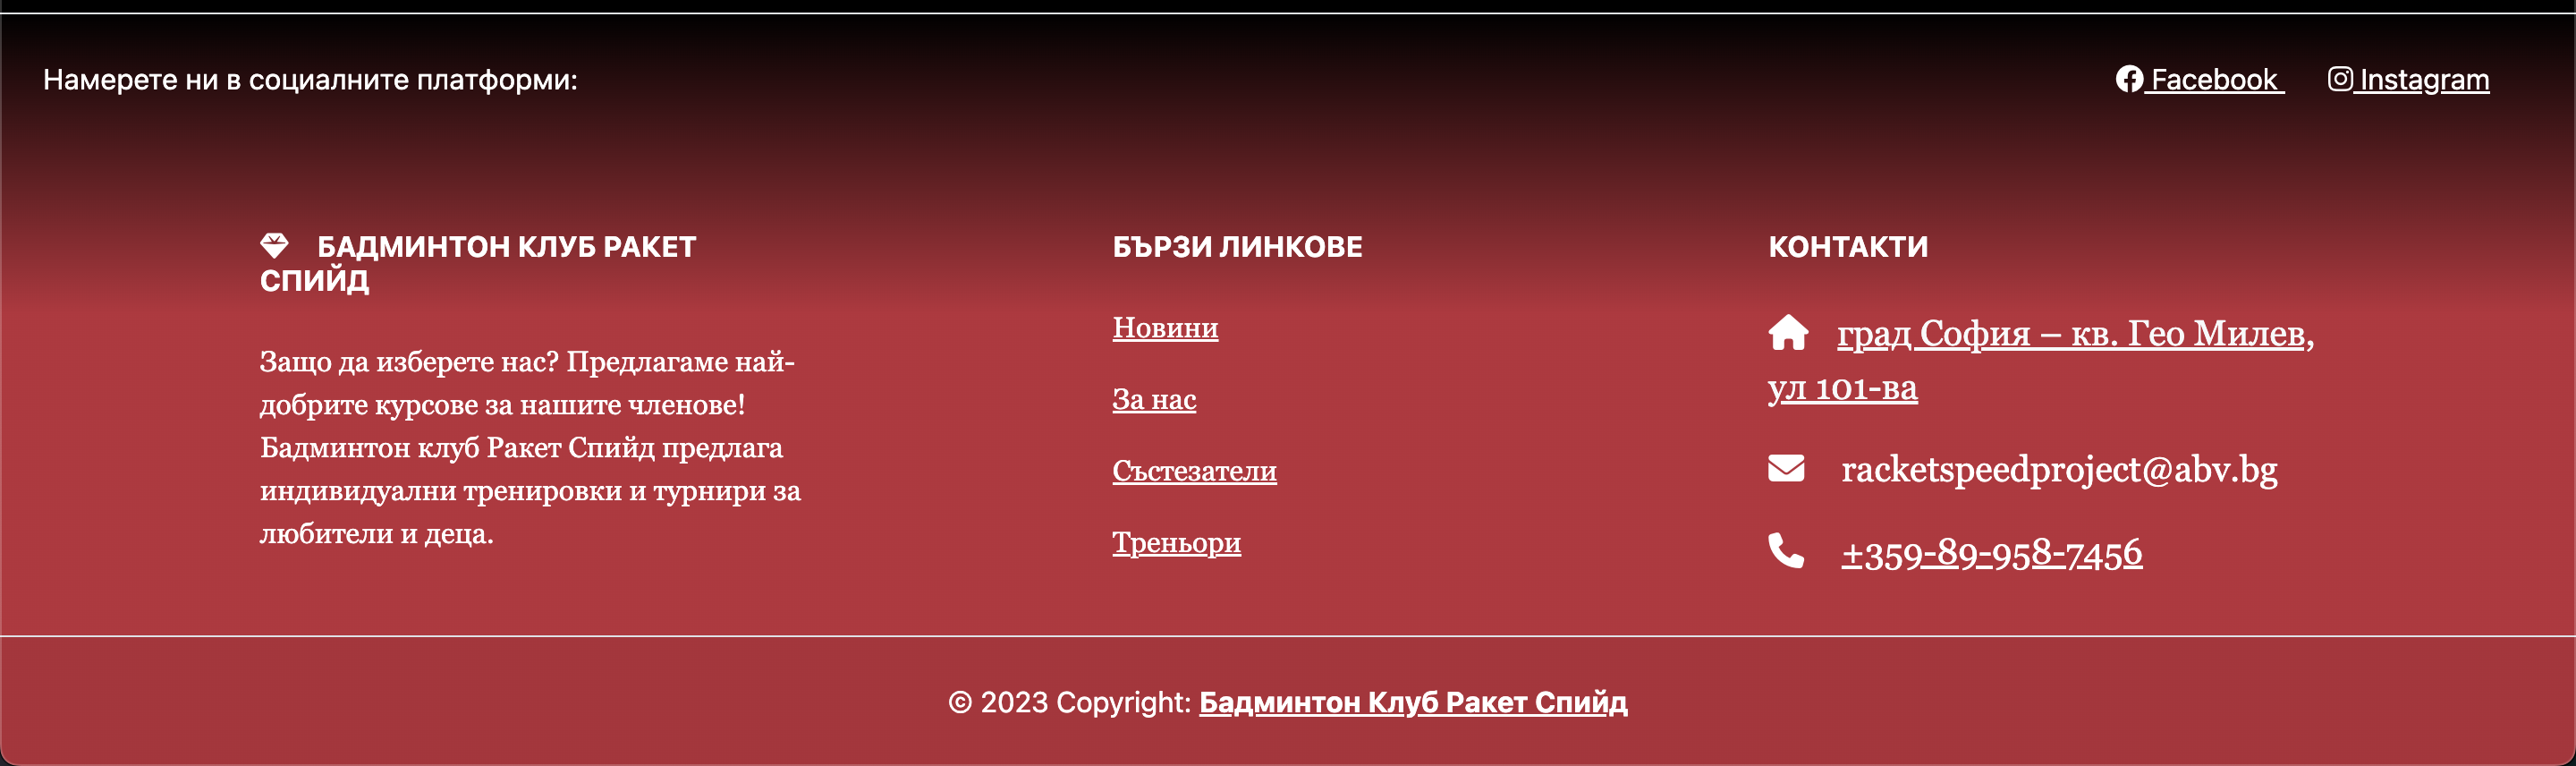 Намерете ни в социалните платформи:
Facebook
Instagram
БАДМИНТОН КЛУБ РАКЕТ
СПИЙД
Защо да изберете нас? Предлагаме най-
добрите курсове за нашите членове!
Бадминтон клуб Ракет Спийд предлага
индивидуални тренировки и турнири за
любители и деца.
БЪРЗИ ЛИНКОВЕ
Новини
За нас
Състезатели
Треньори
КОНТАКТИ
град София – кв. Гео Милев,
ул 101-ва
racketspeedproject@abv.bg
+359-89-958-7456
© 2023 Copyright: Бадминтон Клуб Ракет Спийд